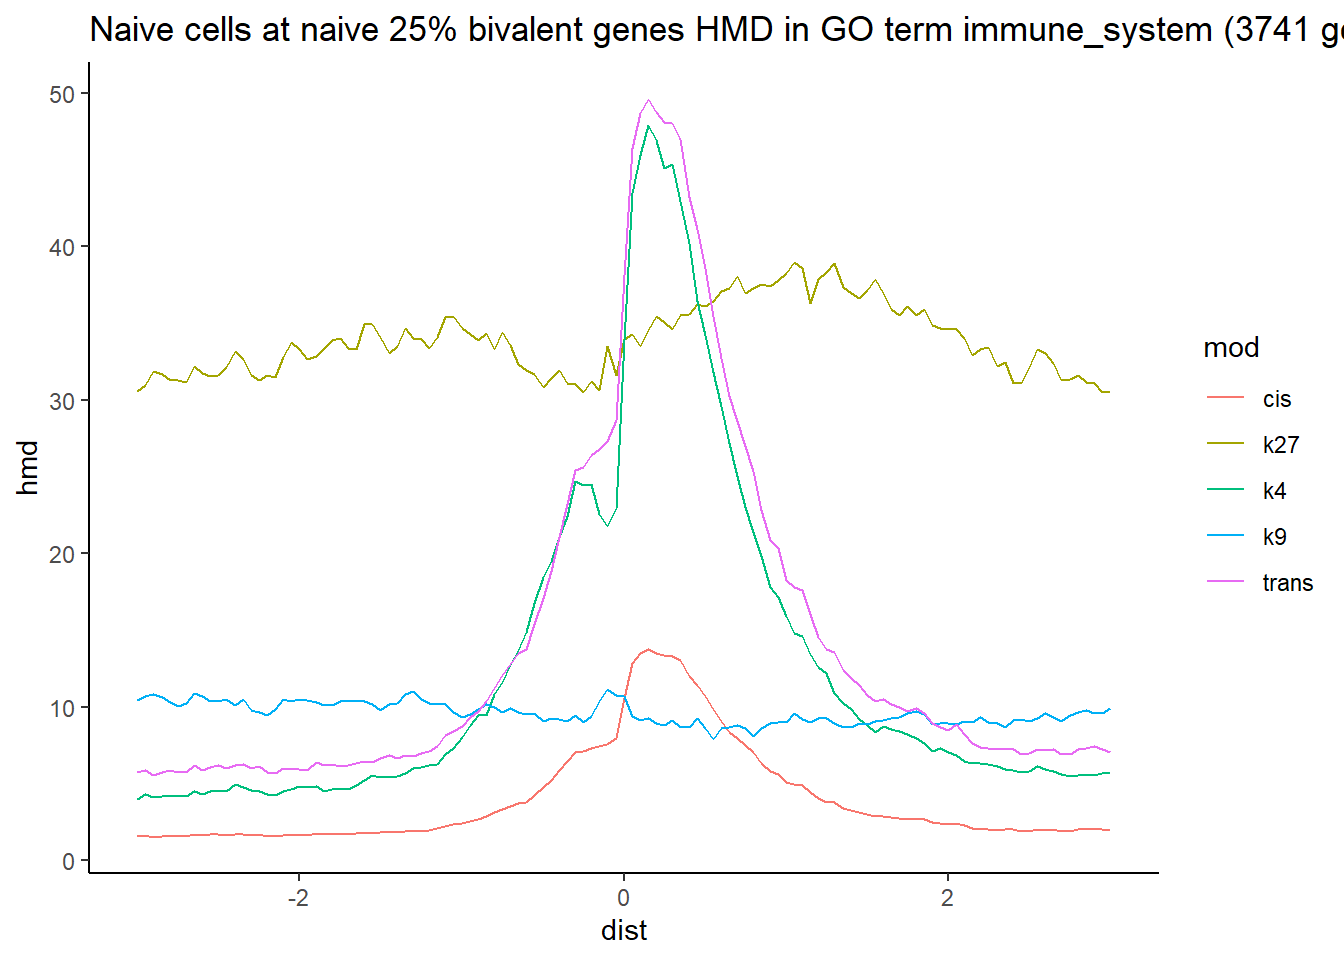 Naive cells at naive 25% bivalent genes HMD in GO term immune_system (3741
50
40
30
20
10
0
hmd
-2
0
2
dist
mod
cis
k27
k4
k9
trans